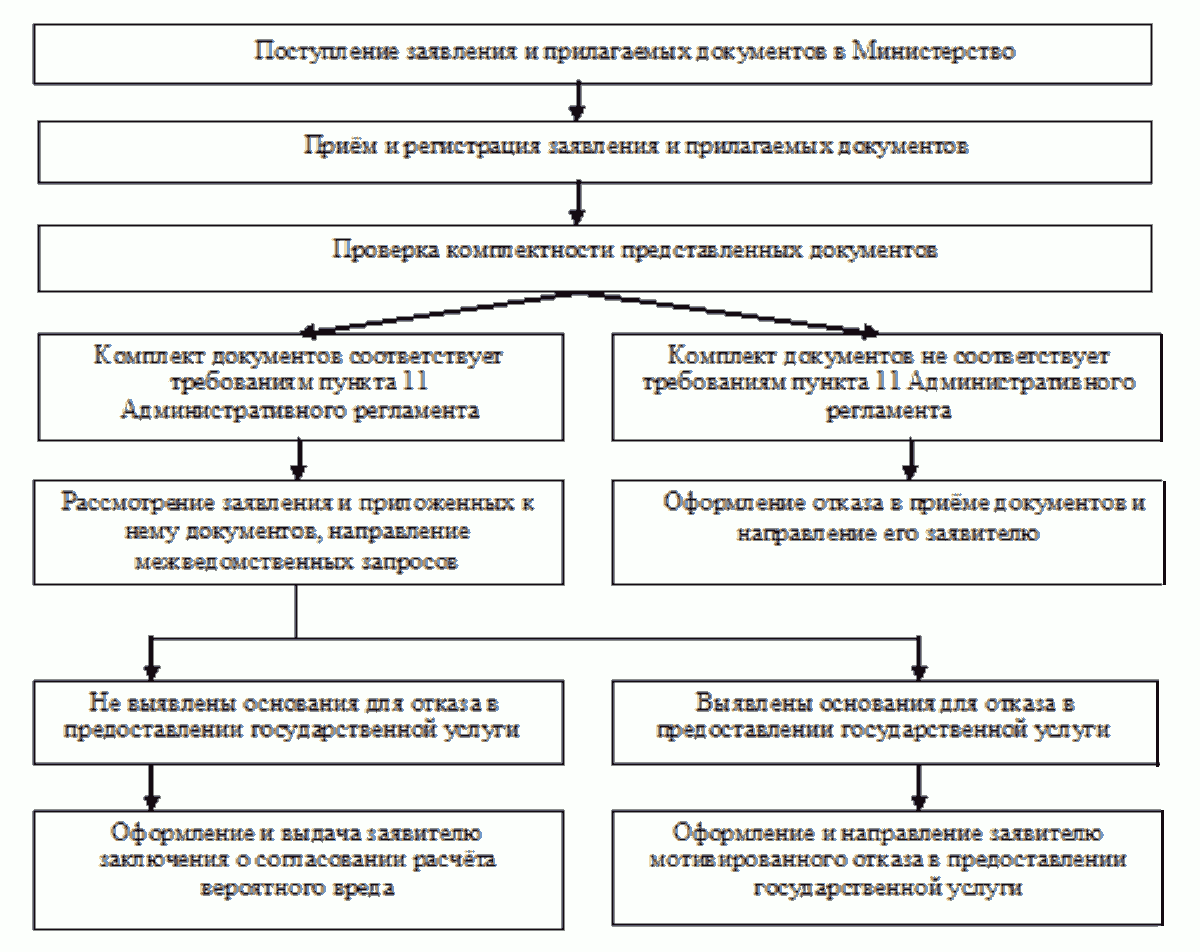 Поступление заявления и прилагаемых документов в Министерство
Приём и регистрация заявления и прилагаемых документов
Проверка комплектности представленных документов
Комплект документов соответствует
требованиям пункта 11
Административного регламента
Комплект документов не соответствует
требованиям пункта 11 Административного
регламента
Рассмотрение заявления и приложенных к
нему документов, направление
межведомственных запросов
Оформление отказа в приёме документов и
направление его заявителю
Не выявлены основания для отказа в
предоставлении государственной услуги
Выявлены основания для отказа в
предоставлении государственной услуги
Оформление и выдача заявителю
заключения о согласовании расчёта
вероятного вреда
Оформление и направление заявителю
мотивированного отказа в предоставлении
государственной услуги